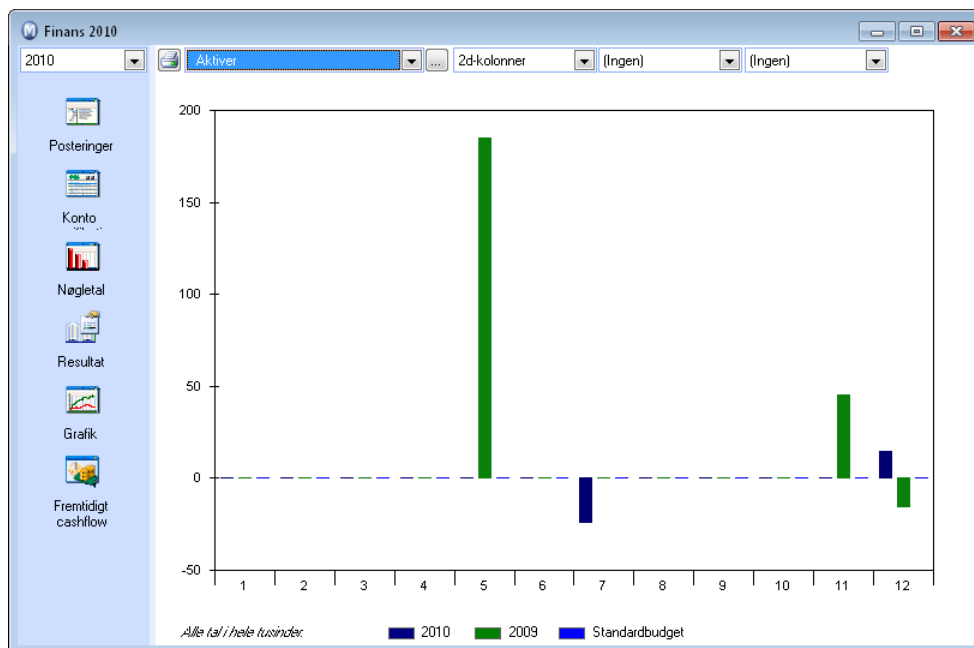 Finans 2010
2010
Aktiver
...
2d-kolonner
(Ingen)
(Ingen)
Posteringer
Konto
Nøgletal
Resultat
Grafik
Fremtidigt
cashflow
200
150
100
50
0
-50
1 2 3 4 5 6 7 8 9 10 11 12
Alle tal i hele tusinder.
2010 2009 Standardbudget